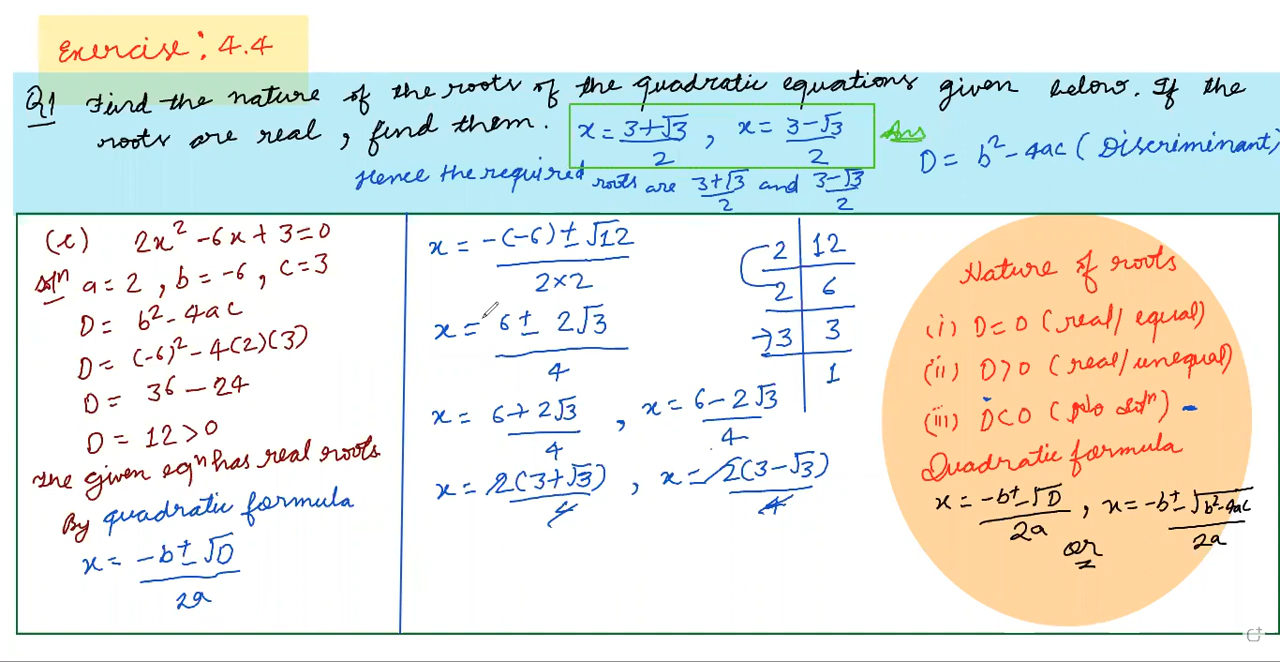 Exercise: 4.4
Q1 Find the nature of the roots of the quadratic equations given below. If the
roots are real, find them.
x = (3+√3)/2 , x = (3-√3)/2 Ans
D = b² - 4ac (Discriminant)
Hence the required roots are (3+√3)/2 and (3-√3)/2
(c) 2x² - 6x + 3 = 0
Solⁿ a = 2 , b = -6 , c = 3
D = b² - 4ac
D = (-6)² - 4(2)(3)
D = 36 - 24
D = 12 > 0
The given eqⁿ has real roots
By quadratic formula
x = (-b ± √D)/2a
x = (-(-6) ± √12)/(2×2)
x = (6 ± 2√3)/4
x = (6+2√3)/4 , x = (6-2√3)/4
x = 2(3+√3)/4 , x = 2(3-√3)/4
2 | 12
2 | 6
→3 | 3
1
Nature of roots
(i) D = 0 (real/equal)
(ii) D > 0 (real/unequal)
(iii) D < 0 (No solⁿ) -
Quadratic formula
x = (-b ± √D)/2a , x = (-b ± √(b²-4ac))/2a
or